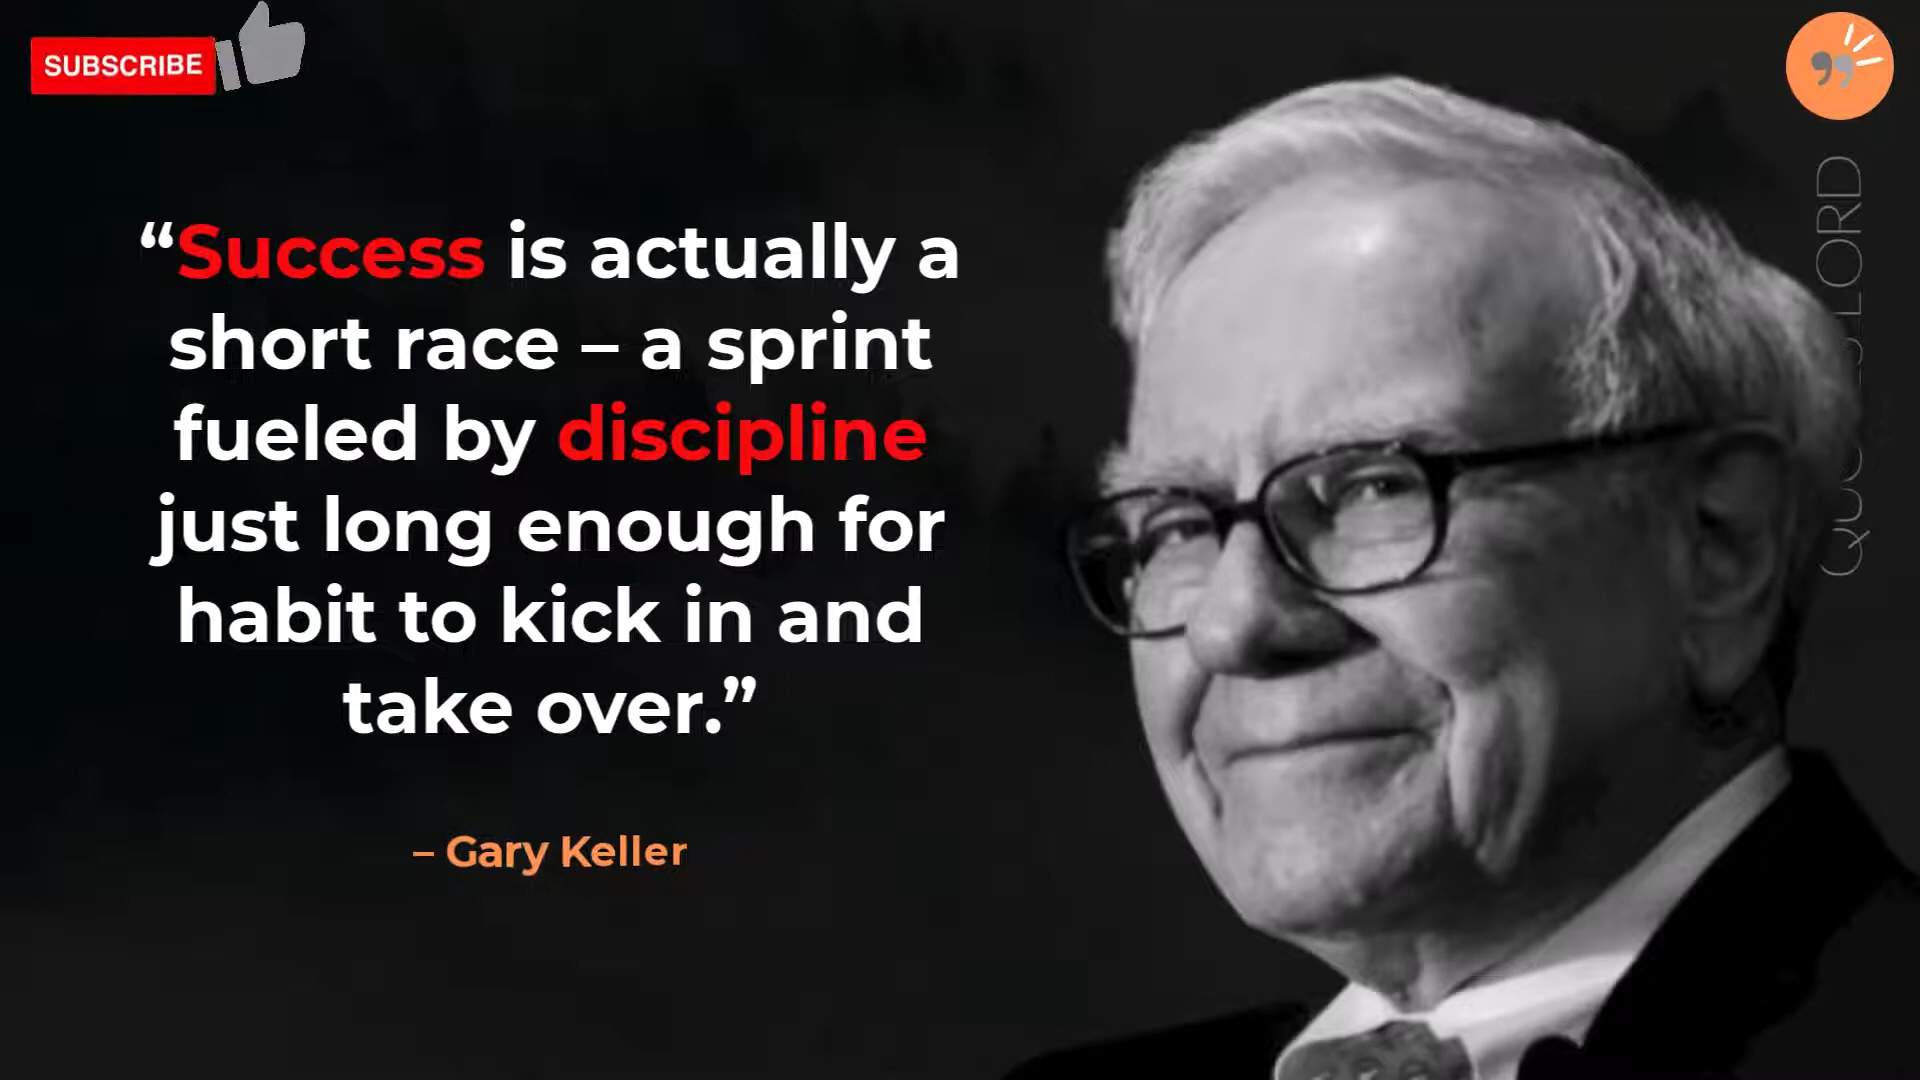 SUBSCRIBE
“Success is actually a
short race – a sprint
fueled by discipline
just long enough for
habit to kick in and
take over.”
– Gary Keller
LORD